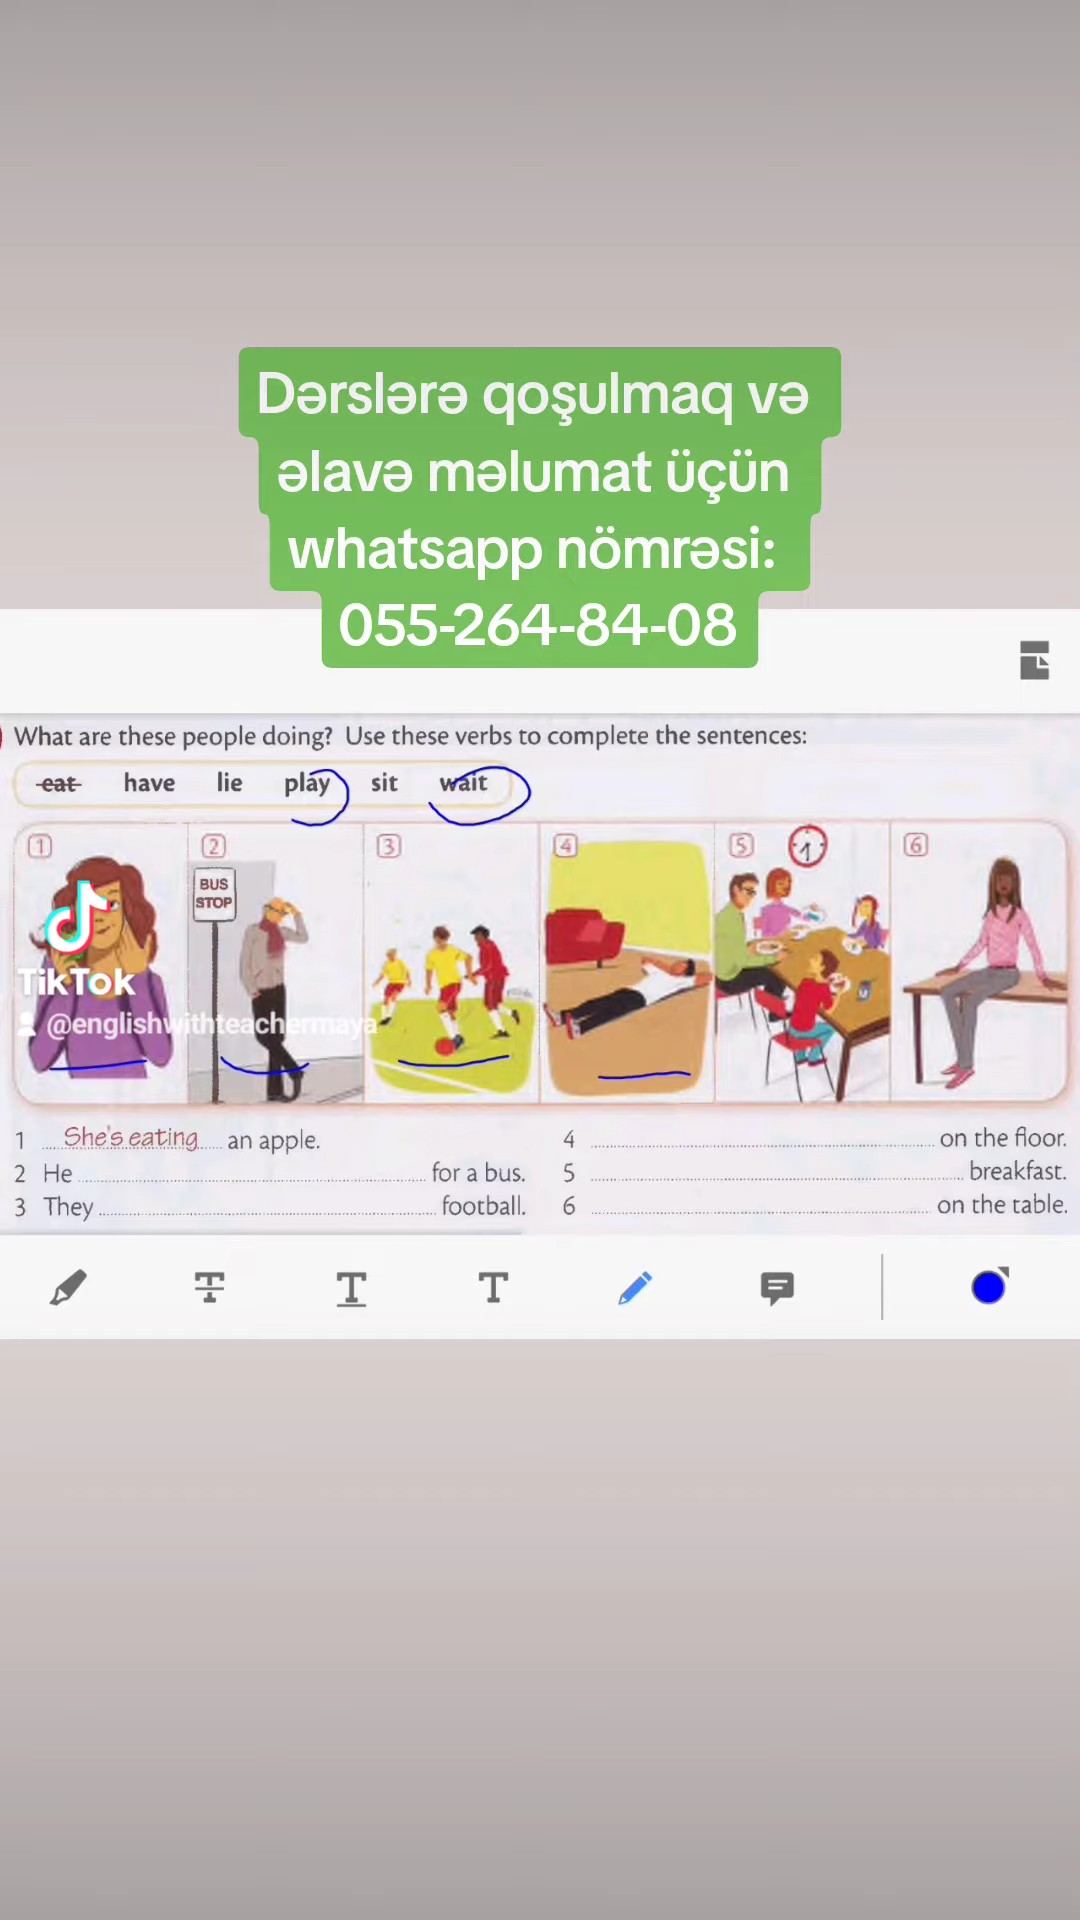 Dərslərə qoşulmaq və
əlavə məlumat üçün
whatsapp nömrəsi:
055-264-84-08
What are these people doing? Use these verbs to complete the sentences:
eat have lie play sit wait
1 2 3 4 5 6
BUS
STOP
TikTok
@englishwithteachermaya
1 She's eating an apple.
2 He for a bus.
3 They football.
4 on the floor.
5 breakfast.
6 on the table.